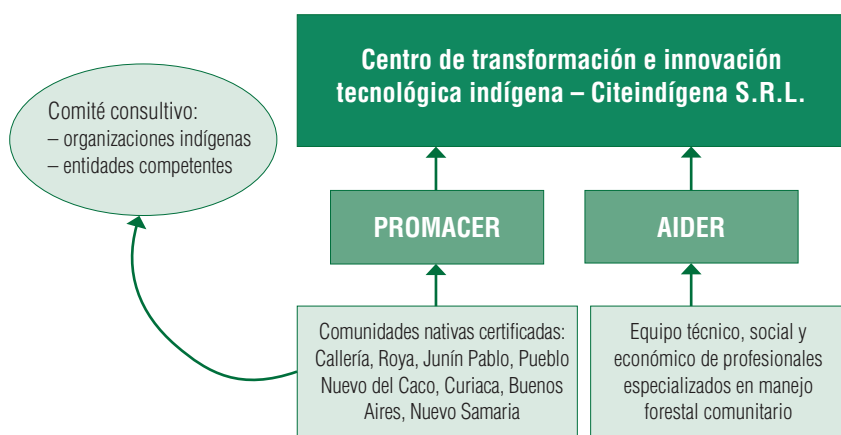 Centro de transformación e innovación
tecnológica indígena – Citeindígena S.R.L.
Comité consultivo:
– organizaciones indígenas
– entidades competentes
PROMACER
AIDER
Comunidades nativas certificadas:
Callería, Roya, Junín Pablo, Pueblo
Nuevo del Caco, Curiaca, Buenos
Aires, Nuevo Samaria
Equipo técnico, social y
económico de profesionales
especializados en manejo
forestal comunitario